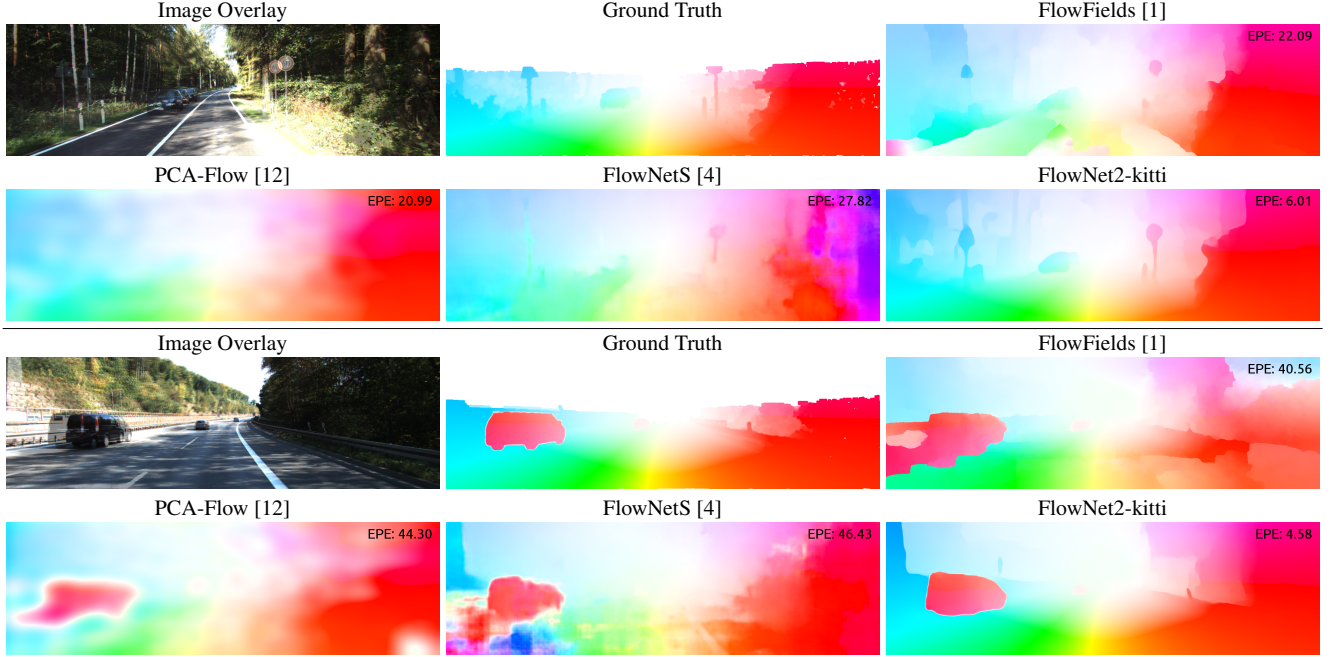 Image Overlay
Ground Truth
FlowFields [1]
EPE: 22.09
PCA-Flow [12]
FlowNetS [4]
FlowNet2-kitti
EPE: 20.99
EPE: 27.82
EPE: 6.01
Image Overlay
Ground Truth
FlowFields [1]
EPE: 40.56
PCA-Flow [12]
FlowNetS [4]
FlowNet2-kitti
EPE: 44.30
EPE: 46.43
EPE: 4.58